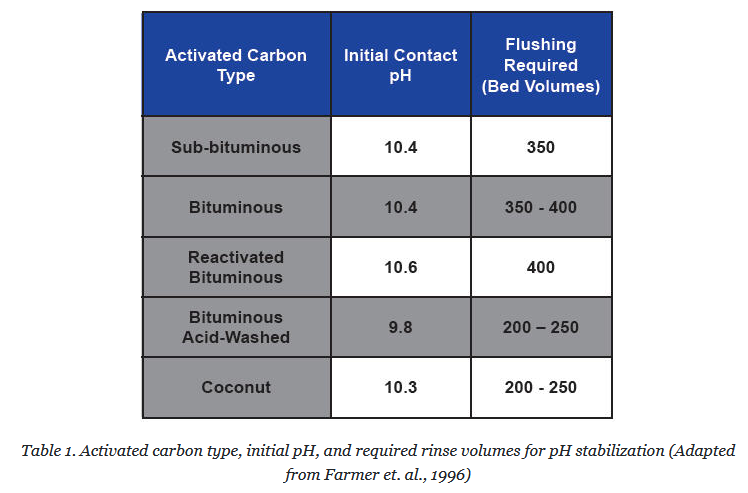 Activated Carbon
Type
Initial Contact
pH
Flushing
Required
(Bed Volumes)
Sub-bituminous
10.4
350
Bituminous
10.4
350 - 400
Reactivated
Bituminous
10.6
400
Bituminous
Acid-Washed
9.8
200 – 250
Coconut
10.3
200 - 250
Table 1. Activated carbon type, initial pH, and required rinse volumes for pH stabilization (Adapted
from Farmer et. al., 1996)